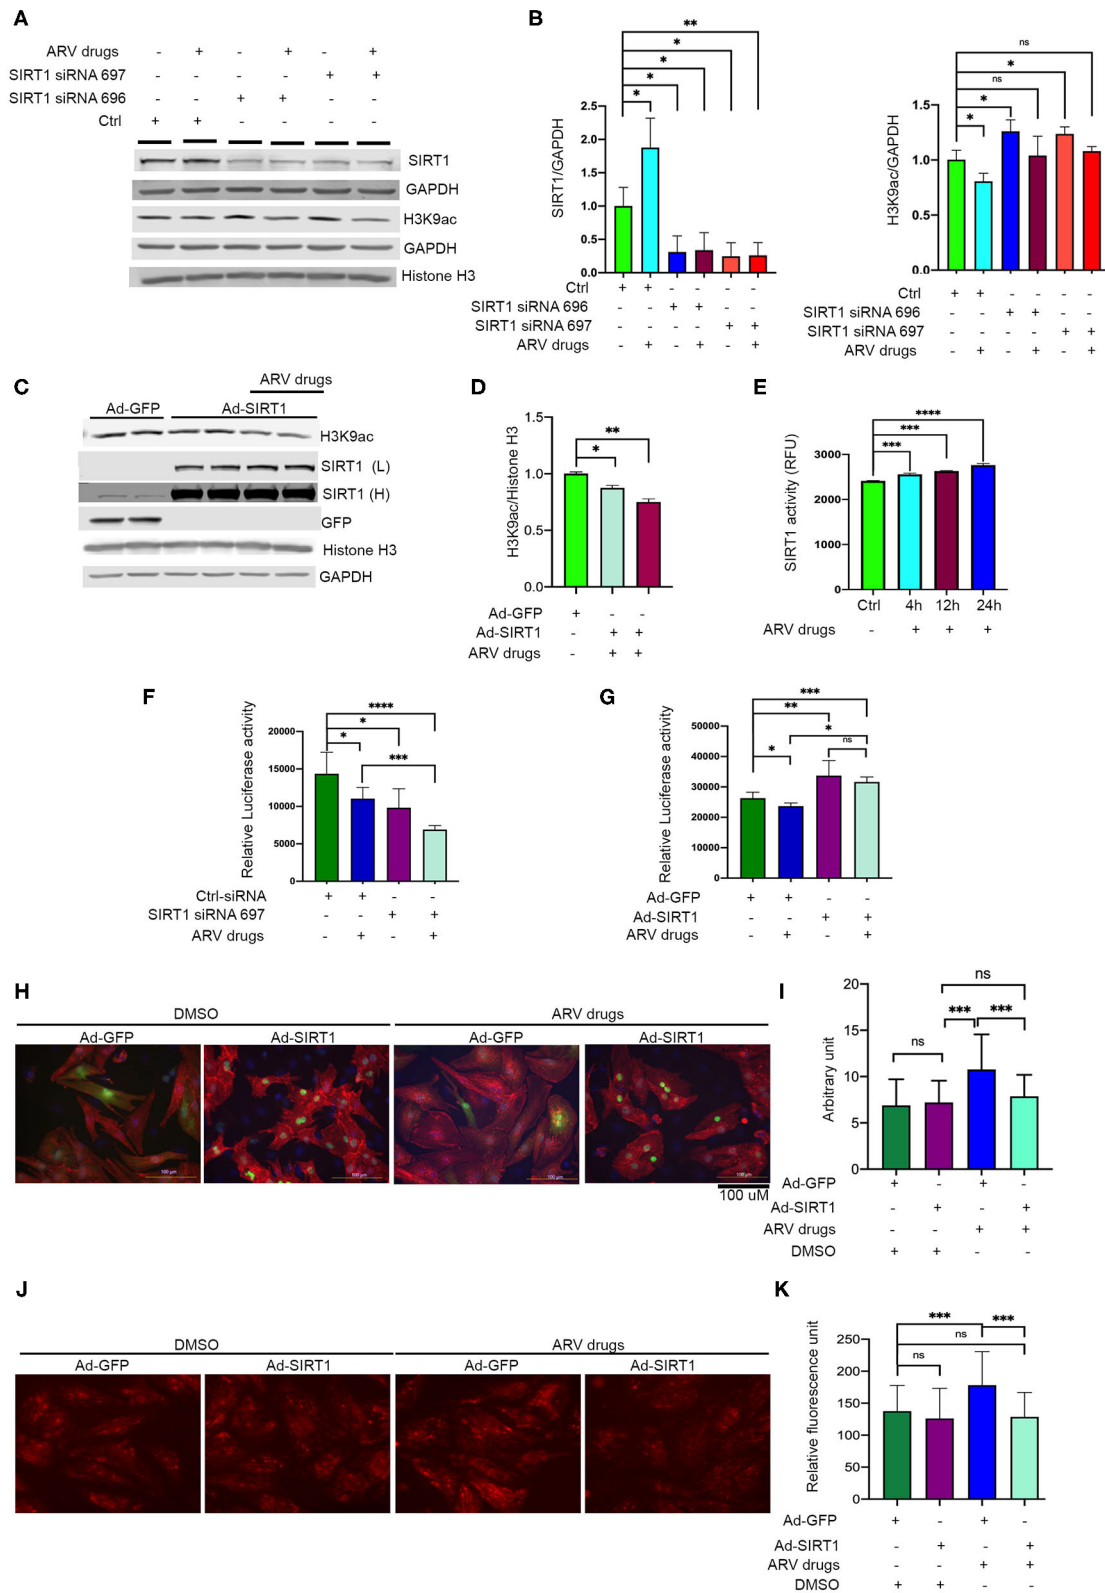 A
ARV drugs - + - + - +
SIRT1 siRNA 697 - - - - + +
SIRT1 siRNA 696 - - + + - -
Ctrl + + - - - -
SIRT1
GAPDH
H3K9ac
GAPDH
Histone H3
B
**
*
*
*
*
SIRT1/GAPDH
2.5
2.0
1.5
1.0
0.5
0.0
Ctrl + + - - - -
SIRT1 siRNA 696 - - + + - -
SIRT1 siRNA 697 - - - - + +
ARV drugs - + - + - +
ns
*
ns
*
*
H3K9ac/GAPDH
1.5
1.0
0.5
0.0
Ctrl + + - - - -
SIRT1 siRNA 696 - - + + - -
SIRT1 siRNA 697 - - - - + +
ARV drugs - + - + - +
C
ARV drugs
Ad-GFP Ad-SIRT1
H3K9ac
SIRT1 (L)
SIRT1 (H)
GFP
Histone H3
GAPDH
D
**
*
H3K9ac/Histone H3
1.5
1.0
0.5
0.0
Ad-GFP + - -
Ad-SIRT1 - + +
ARV drugs - + +
E
****
***
***
SIRT1 activity (RFU)
3000
2000
1000
0
Ctrl 4h 12h 24h
ARV drugs - + + +
F
****
*
*
***
Relative Luciferase activity
20000
15000
10000
5000
0
Ctrl-siRNA + + - -
SIRT1 siRNA 697 - - + +
ARV drugs - + - +
G
***
**
*
*
ns
Relative Luciferase activity
50000
40000
30000
20000
10000
0
Ad-GFP + + - -
Ad-SIRT1 - - + +
ARV drugs - + - +
H
DMSO ARV drugs
Ad-GFP Ad-SIRT1 Ad-GFP Ad-SIRT1
100 µm 100 µm 100 µm 100 µm
100 uM
I
ns
*** ***
ns
Arbitrary unit
20
15
10
5
0
Ad-GFP + - + -
Ad-SIRT1 - + - +
ARV drugs - - + +
DMSO + + - -
J
DMSO ARV drugs
Ad-GFP Ad-SIRT1 Ad-GFP Ad-SIRT1
K
*** ***
ns
ns
Relative fluorescence unit
250
200
150
100
50
0
Ad-GFP + - + -
Ad-SIRT1 - + - +
ARV drugs - - + +
DMSO + + - -